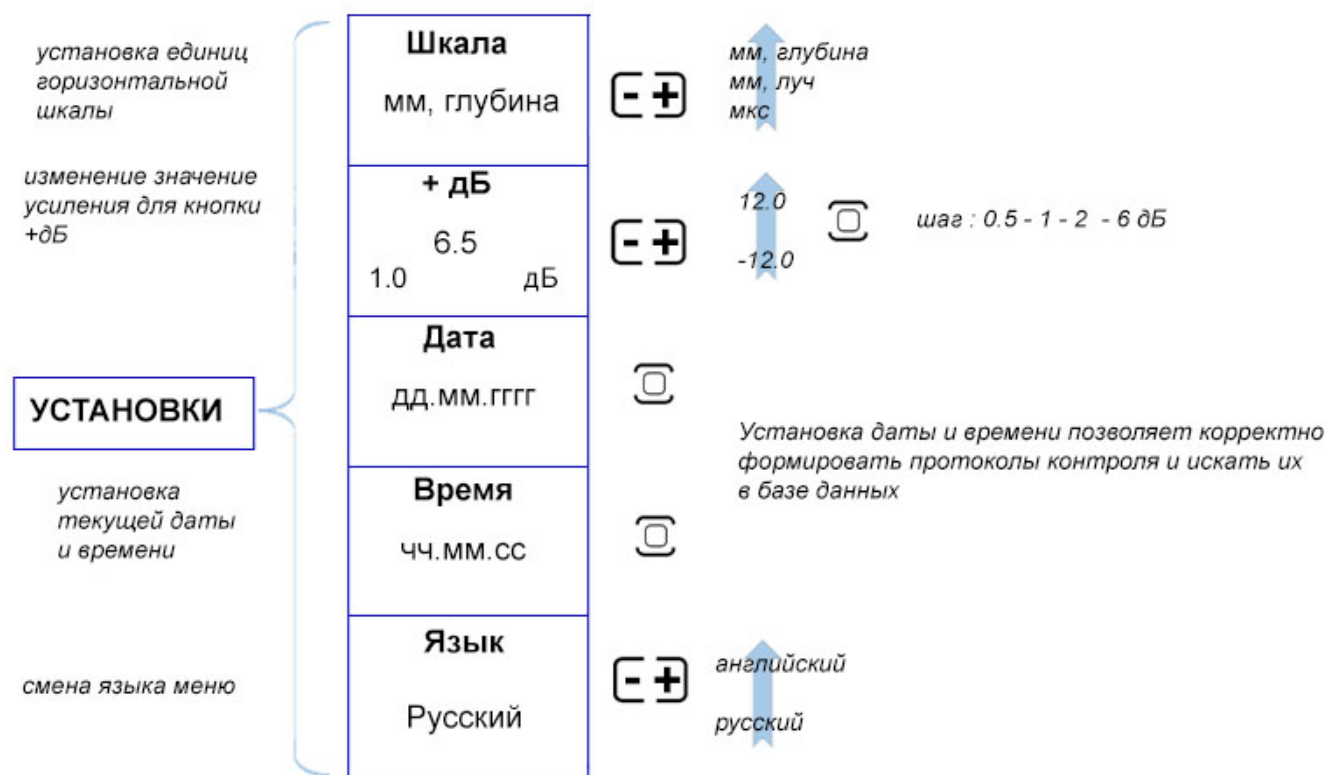 установка единиц
горизонтальной
шкалы
Шкала
мм, глубина
- +
мм, глубина
мм, луч
мкс
изменение значение
усиления для кнопки
+дБ
+ дБ
6.5
1.0 дБ
- +
12.0
-12.0
шаг : 0.5 - 1 - 2 - 6 дБ
УСТАНОВКИ
Дата
дд.мм.гггг
Установка даты и времени позволяет корректно
формировать протоколы контроля и искать их
в базе данных
установка
текущей даты
и времени
Время
чч.мм.сс
смена языка меню
Язык
Русский
- +
английский
русский